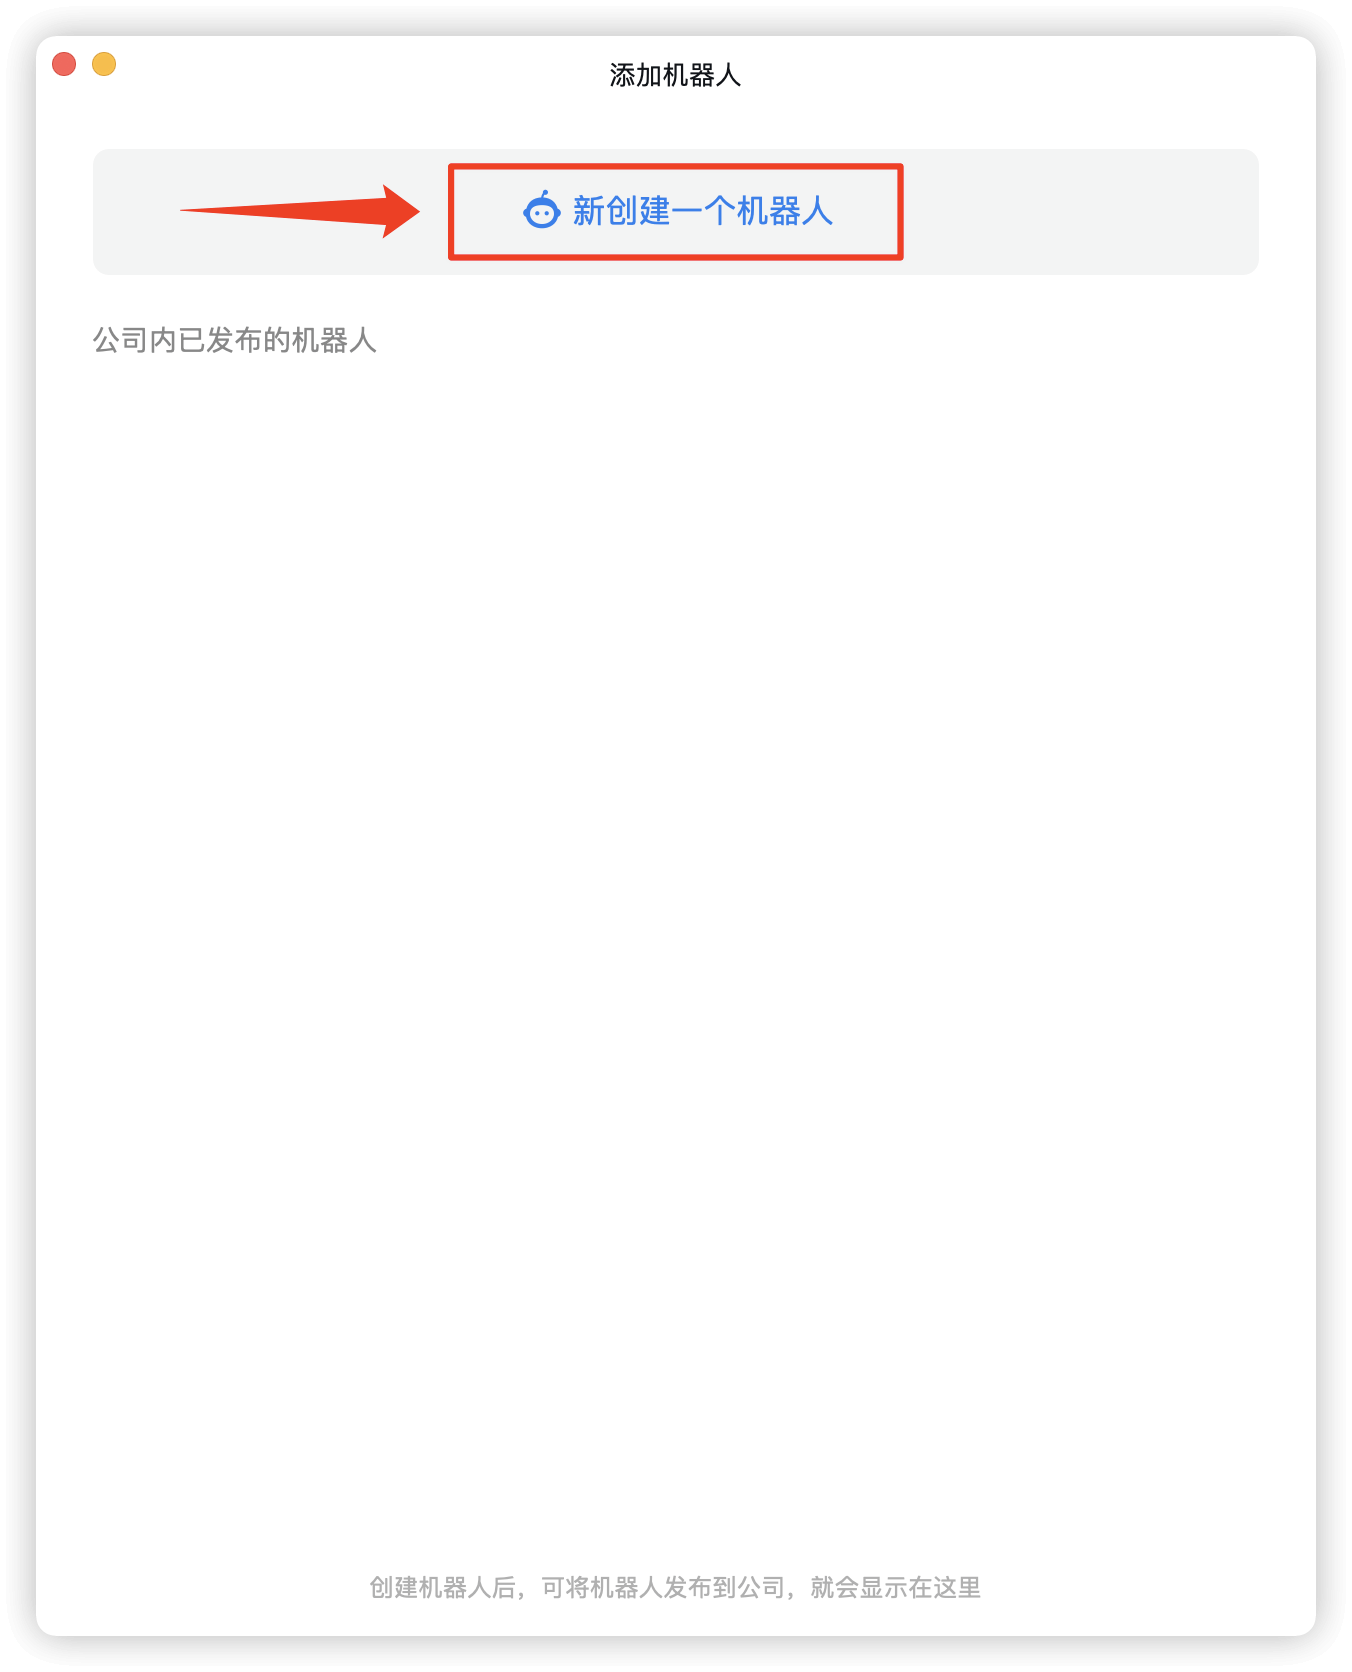 添加机器人
新创建一个机器人
公司内已发布的机器人
创建机器人后，可将机器人发布到公司，就会显示在这里